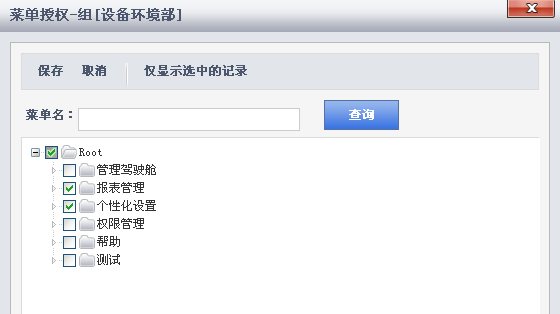 菜单授权-组[设备环境部]
保存 取消 仅显示选中的记录
菜单名： 查询
Root
管理驾驶舱
报表管理
个性化设置
权限管理
帮助
测试